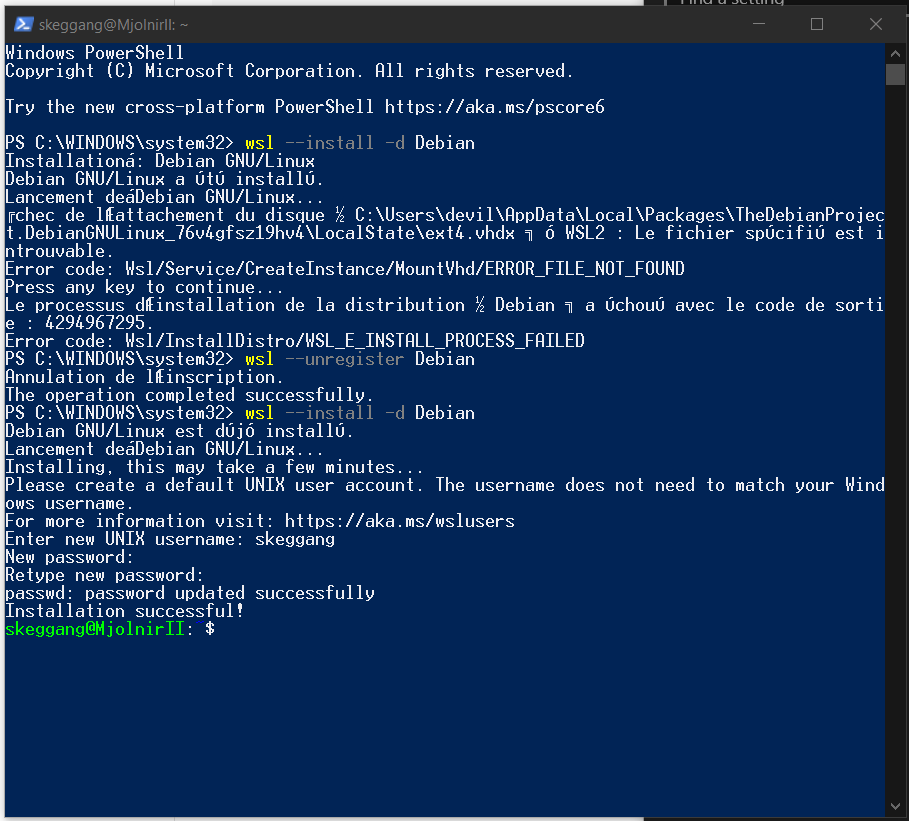 Find a setting
skeggang@MjolnirII: ~
Windows PowerShell
Copyright (C) Microsoft Corporation. All rights reserved.
Try the new cross-platform PowerShell https://aka.ms/pscore6
PS C:\WINDOWS\system32> wsl --install -d Debian
Installationá: Debian GNU/Linux
Debian GNU/Linux a ÚtÚ installÚ.
Lancement deáDebian GNU/Linux...
╔chec de lÆattachement du disque ½ C:\Users\devil\AppData\Local\Packages\TheDebianProjec
t.DebianGNULinux_76v4gfsz19hv4\LocalState\ext4.vhdx ╗ Ó WSL2 : Le fichier spÚcifiÚ est i
ntrouvable.
Error code: Wsl/Service/CreateInstance/MountVhd/ERROR_FILE_NOT_FOUND
Press any key to continue...
Le processus dÆinstallation de la distribution ½ Debian ╗ a ÚchouÚ avec le code de sorti
e : 4294967295.
Error code: Wsl/InstallDistro/WSL_E_INSTALL_PROCESS_FAILED
PS C:\WINDOWS\system32> wsl --unregister Debian
Annulation de lÆinscription.
The operation completed successfully.
PS C:\WINDOWS\system32> wsl --install -d Debian
Debian GNU/Linux est dÚjÓ installÚ.
Lancement deáDebian GNU/Linux...
Installing, this may take a few minutes...
Please create a default UNIX user account. The username does not need to match your Wind
ows username.
For more information visit: https://aka.ms/wslusers
Enter new UNIX username: skeggang
New password:
Retype new password:
passwd: password updated successfully
Installation successful!
skeggang@MjolnirII: $